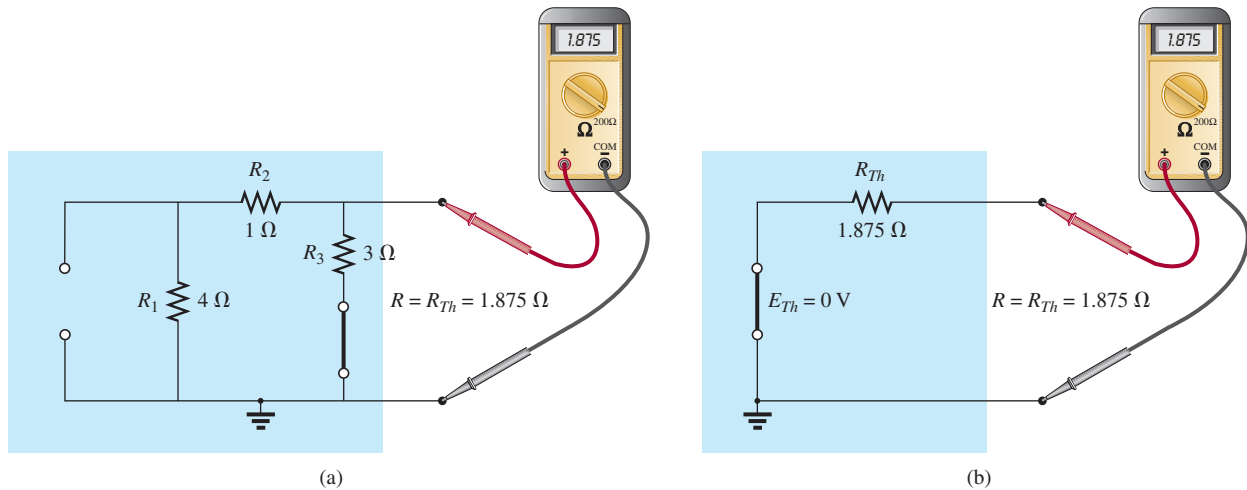 1.875
200Ω
Ω
+
COM
–
R2
1 Ω
R3
3 Ω
R1
4 Ω
R = RTh = 1.875 Ω
(a)
1.875
200Ω
Ω
+
COM
–
RTh
1.875 Ω
ETh = 0 V
R = RTh = 1.875 Ω
(b)